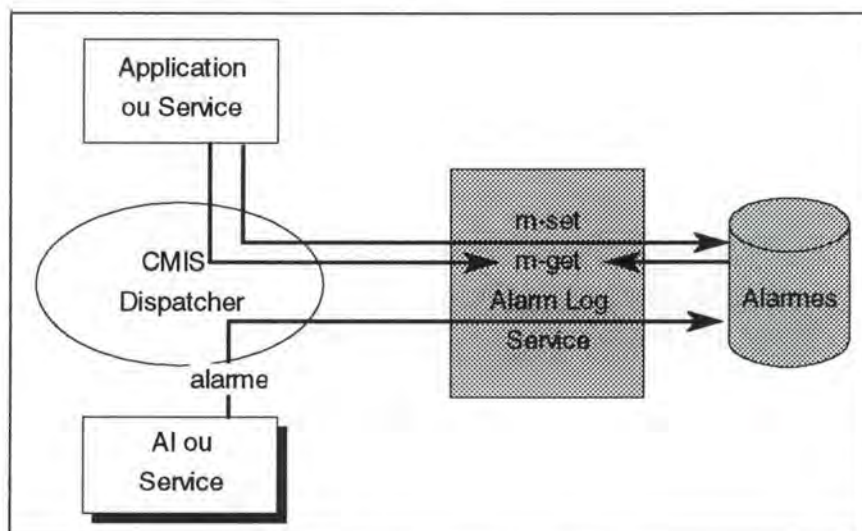 Application
ou Service
CMIS
Dispatcher
m-set
m-get
Alarm Log
Service
Alarmes
alarme
AI ou
Service